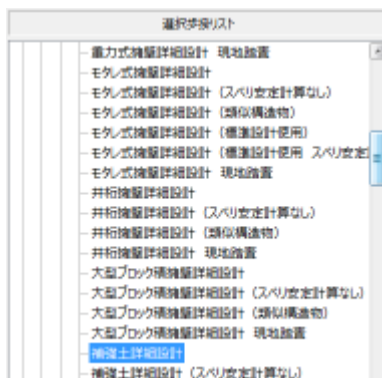 選択歩掛リスト
重力式擁壁詳細設計 現地踏査
モタレ式擁壁詳細設計
モタレ式擁壁詳細設計 (スベリ安定計算なし)
モタレ式擁壁詳細設計 (類似構造物)
モタレ式擁壁詳細設計 (標準設計使用)
モタレ式擁壁詳細設計 (標準設計使用 スベリ安定
モタレ式擁壁詳細設計 現地踏査
井桁擁壁詳細設計
井桁擁壁詳細設計 (スベリ安定計算なし)
井桁擁壁詳細設計 (類似構造物)
井桁擁壁詳細設計 現地踏査
大型ブロック積擁壁詳細設計
大型ブロック積擁壁詳細設計 (スベリ安定計算なし)
大型ブロック積擁壁詳細設計 (類似構造物)
大型ブロック積擁壁詳細設計 現地踏査
補強土詳細設計
補強土詳細設計 (スベリ安定計算なし)